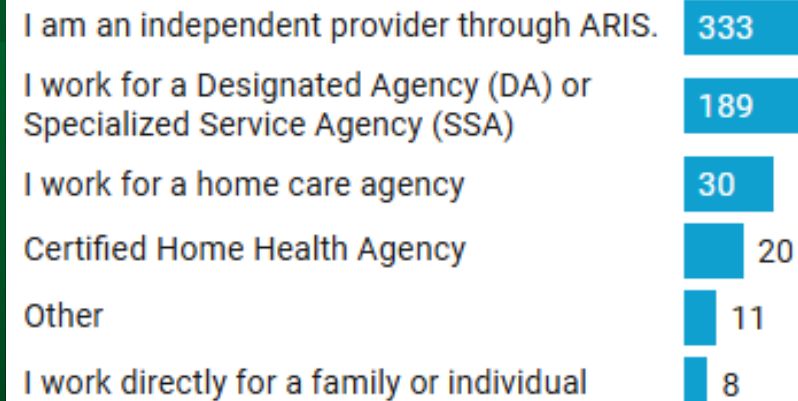 I am an independent provider through ARIS. 333
I work for a Designated Agency (DA) or
Specialized Service Agency (SSA) 189
I work for a home care agency 30
Certified Home Health Agency 20
Other 11
I work directly for a family or individual 8